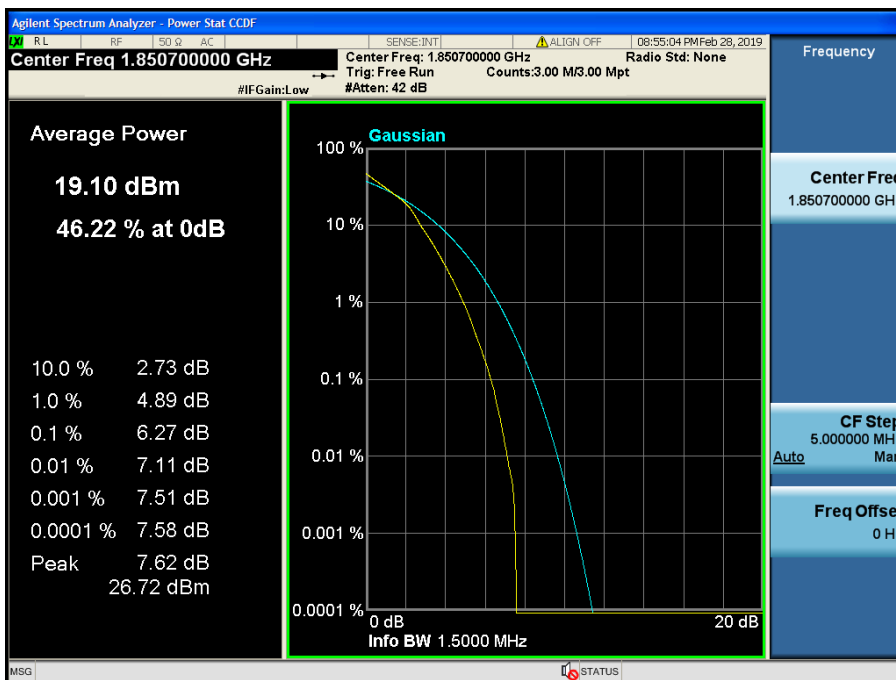 Agilent Spectrum Analyzer - Power Stat CCDF
LXI RL RF 50 Ω AC SENSE:INT ALIGN OFF 08:55:04 PM Feb 28, 2019
Center Freq 1.850700000 GHz
Center Freq: 1.850700000 GHz Radio Std: None
Trig: Free Run Counts:3.00 M/3.00 Mpt
#IFGain:Low #Atten: 42 dB
Frequency
Average Power
19.10 dBm
46.22 % at 0dB
10.0 % 2.73 dB
1.0 % 4.89 dB
0.1 % 6.27 dB
0.01 % 7.11 dB
0.001 % 7.51 dB
0.0001 % 7.58 dB
Peak 7.62 dB
26.72 dBm
Gaussian
100 %
10 %
1 %
0.1 %
0.01 %
0.001 %
0.0001 %
0 dB 20 dB
Info BW 1.5000 MHz
Center Freq
1.850700000 GH
CF Step
5.000000 MH
Auto Man
Freq Offse
0 H
MSG STATUS